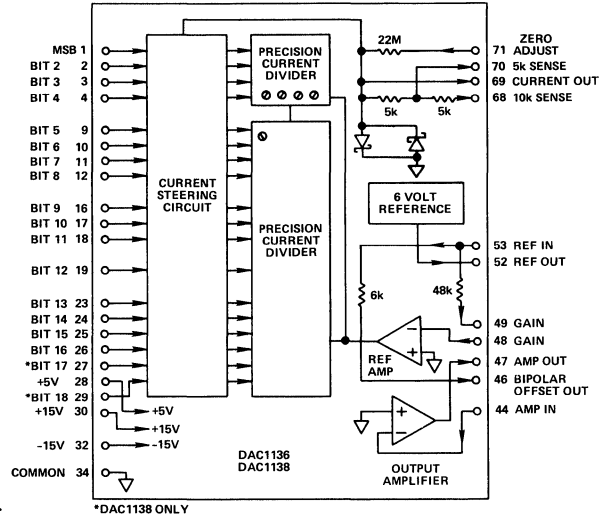 MSB 1
BIT 2 2
BIT 3 3
BIT 4 4
BIT 5 9
BIT 6 10
BIT 7 11
BIT 8 12
BIT 9 16
BIT 10 17
BIT 11 18
BIT 12 19
BIT 13 23
BIT 14 24
BIT 15 25
BIT 16 26
*BIT 17 27
+5V 28
*BIT 18 29
+15V 30
-15V 32
COMMON 34
+5V
+15V
-15V
CURRENT
STEERING
CIRCUIT
PRECISION
CURRENT
DIVIDER
PRECISION
CURRENT
DIVIDER
22M
5k
5k
6 VOLT
REFERENCE
6k
48k
-
+
REF
AMP
+
-
OUTPUT
AMPLIFIER
DAC1136
DAC1138
ZERO
71 ADJUST
70 5k SENSE
69 CURRENT OUT
68 10k SENSE
53 REF IN
52 REF OUT
49 GAIN
48 GAIN
47 AMP OUT
46 BIPOLAR
OFFSET OUT
44 AMP IN
*DAC1138 ONLY